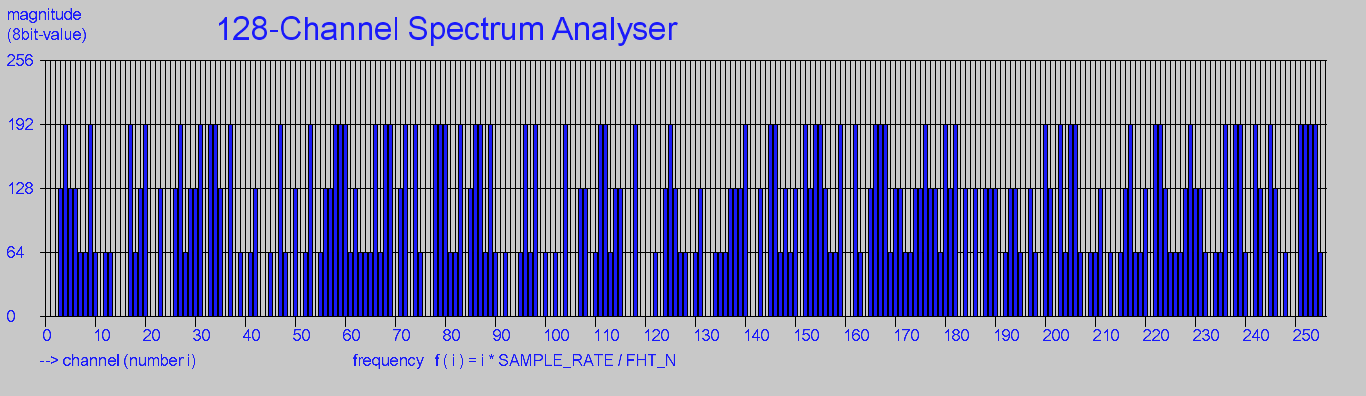 magnitude
(8bit-value)
128-Channel Spectrum Analyser
256
192
128
64
0
0 10 20 30 40 50 60 70 80 90 100 110 120 130 140 150 160 170 180 190 200 210 220 230 240 250
--> channel (number i)
frequency f ( i ) = i * SAMPLE_RATE / FHT_N